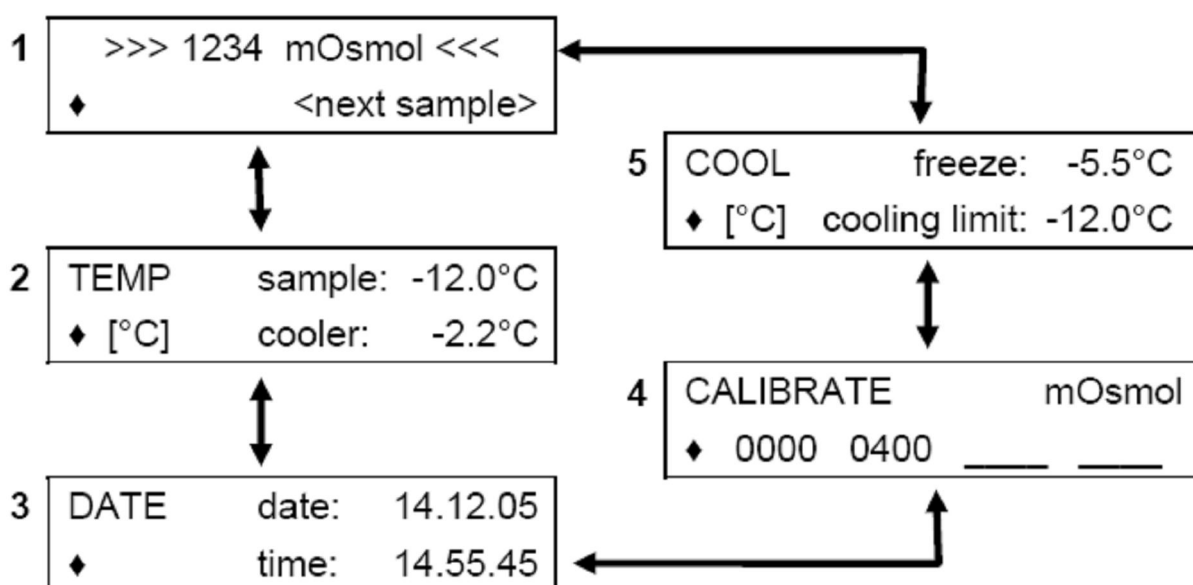 1
>>> 1234 mOsmol <<<
♦ <next sample>
2
TEMP sample: -12.0°C
♦ [°C] cooler: -2.2°C
3
DATE date: 14.12.05
♦ time: 14.55.45
5
COOL freeze: -5.5°C
♦ [°C] cooling limit: -12.0°C
4
CALIBRATE mOsmol
♦ 0000 0400 ____ ____